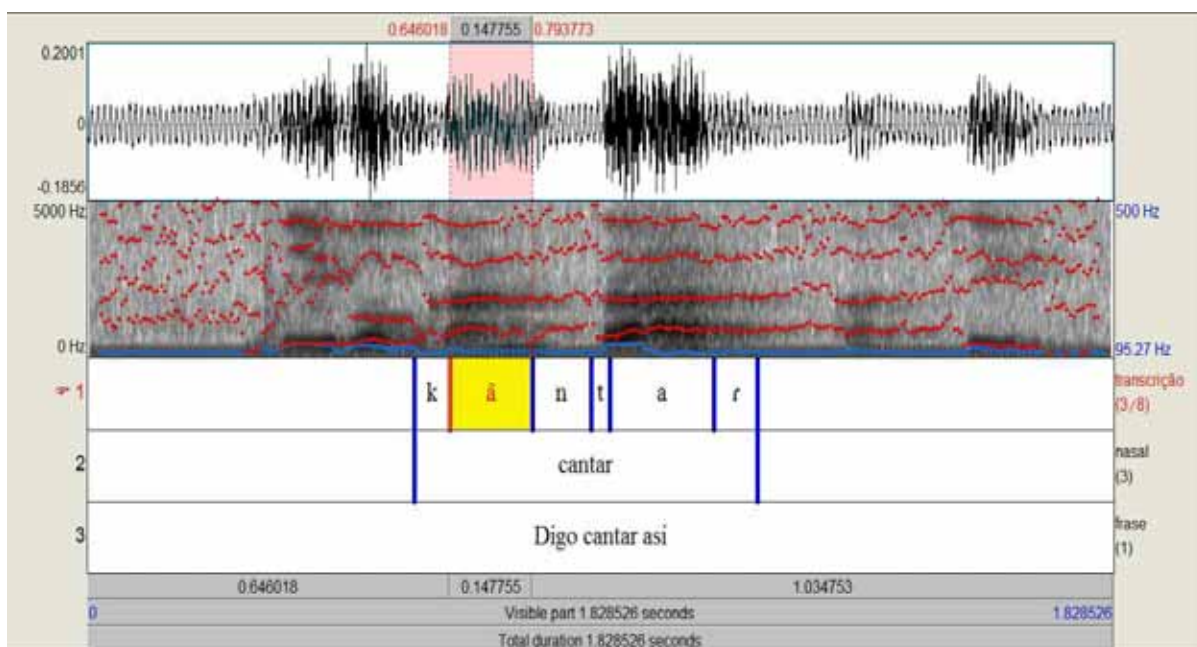 0.646018 0.147755 0.793773
0.2001
0
-0.1856
5000 Hz 500 Hz
0 Hz 95.27 Hz
1 k ã n t a ɾ transcrição (3/8)
2 cantar nasal (3)
3 Digo cantar asi frase (1)
0.646018 0.147755 1.034753
0 Visible part 1.828526 seconds 1.828526
Total duration 1.828526 seconds